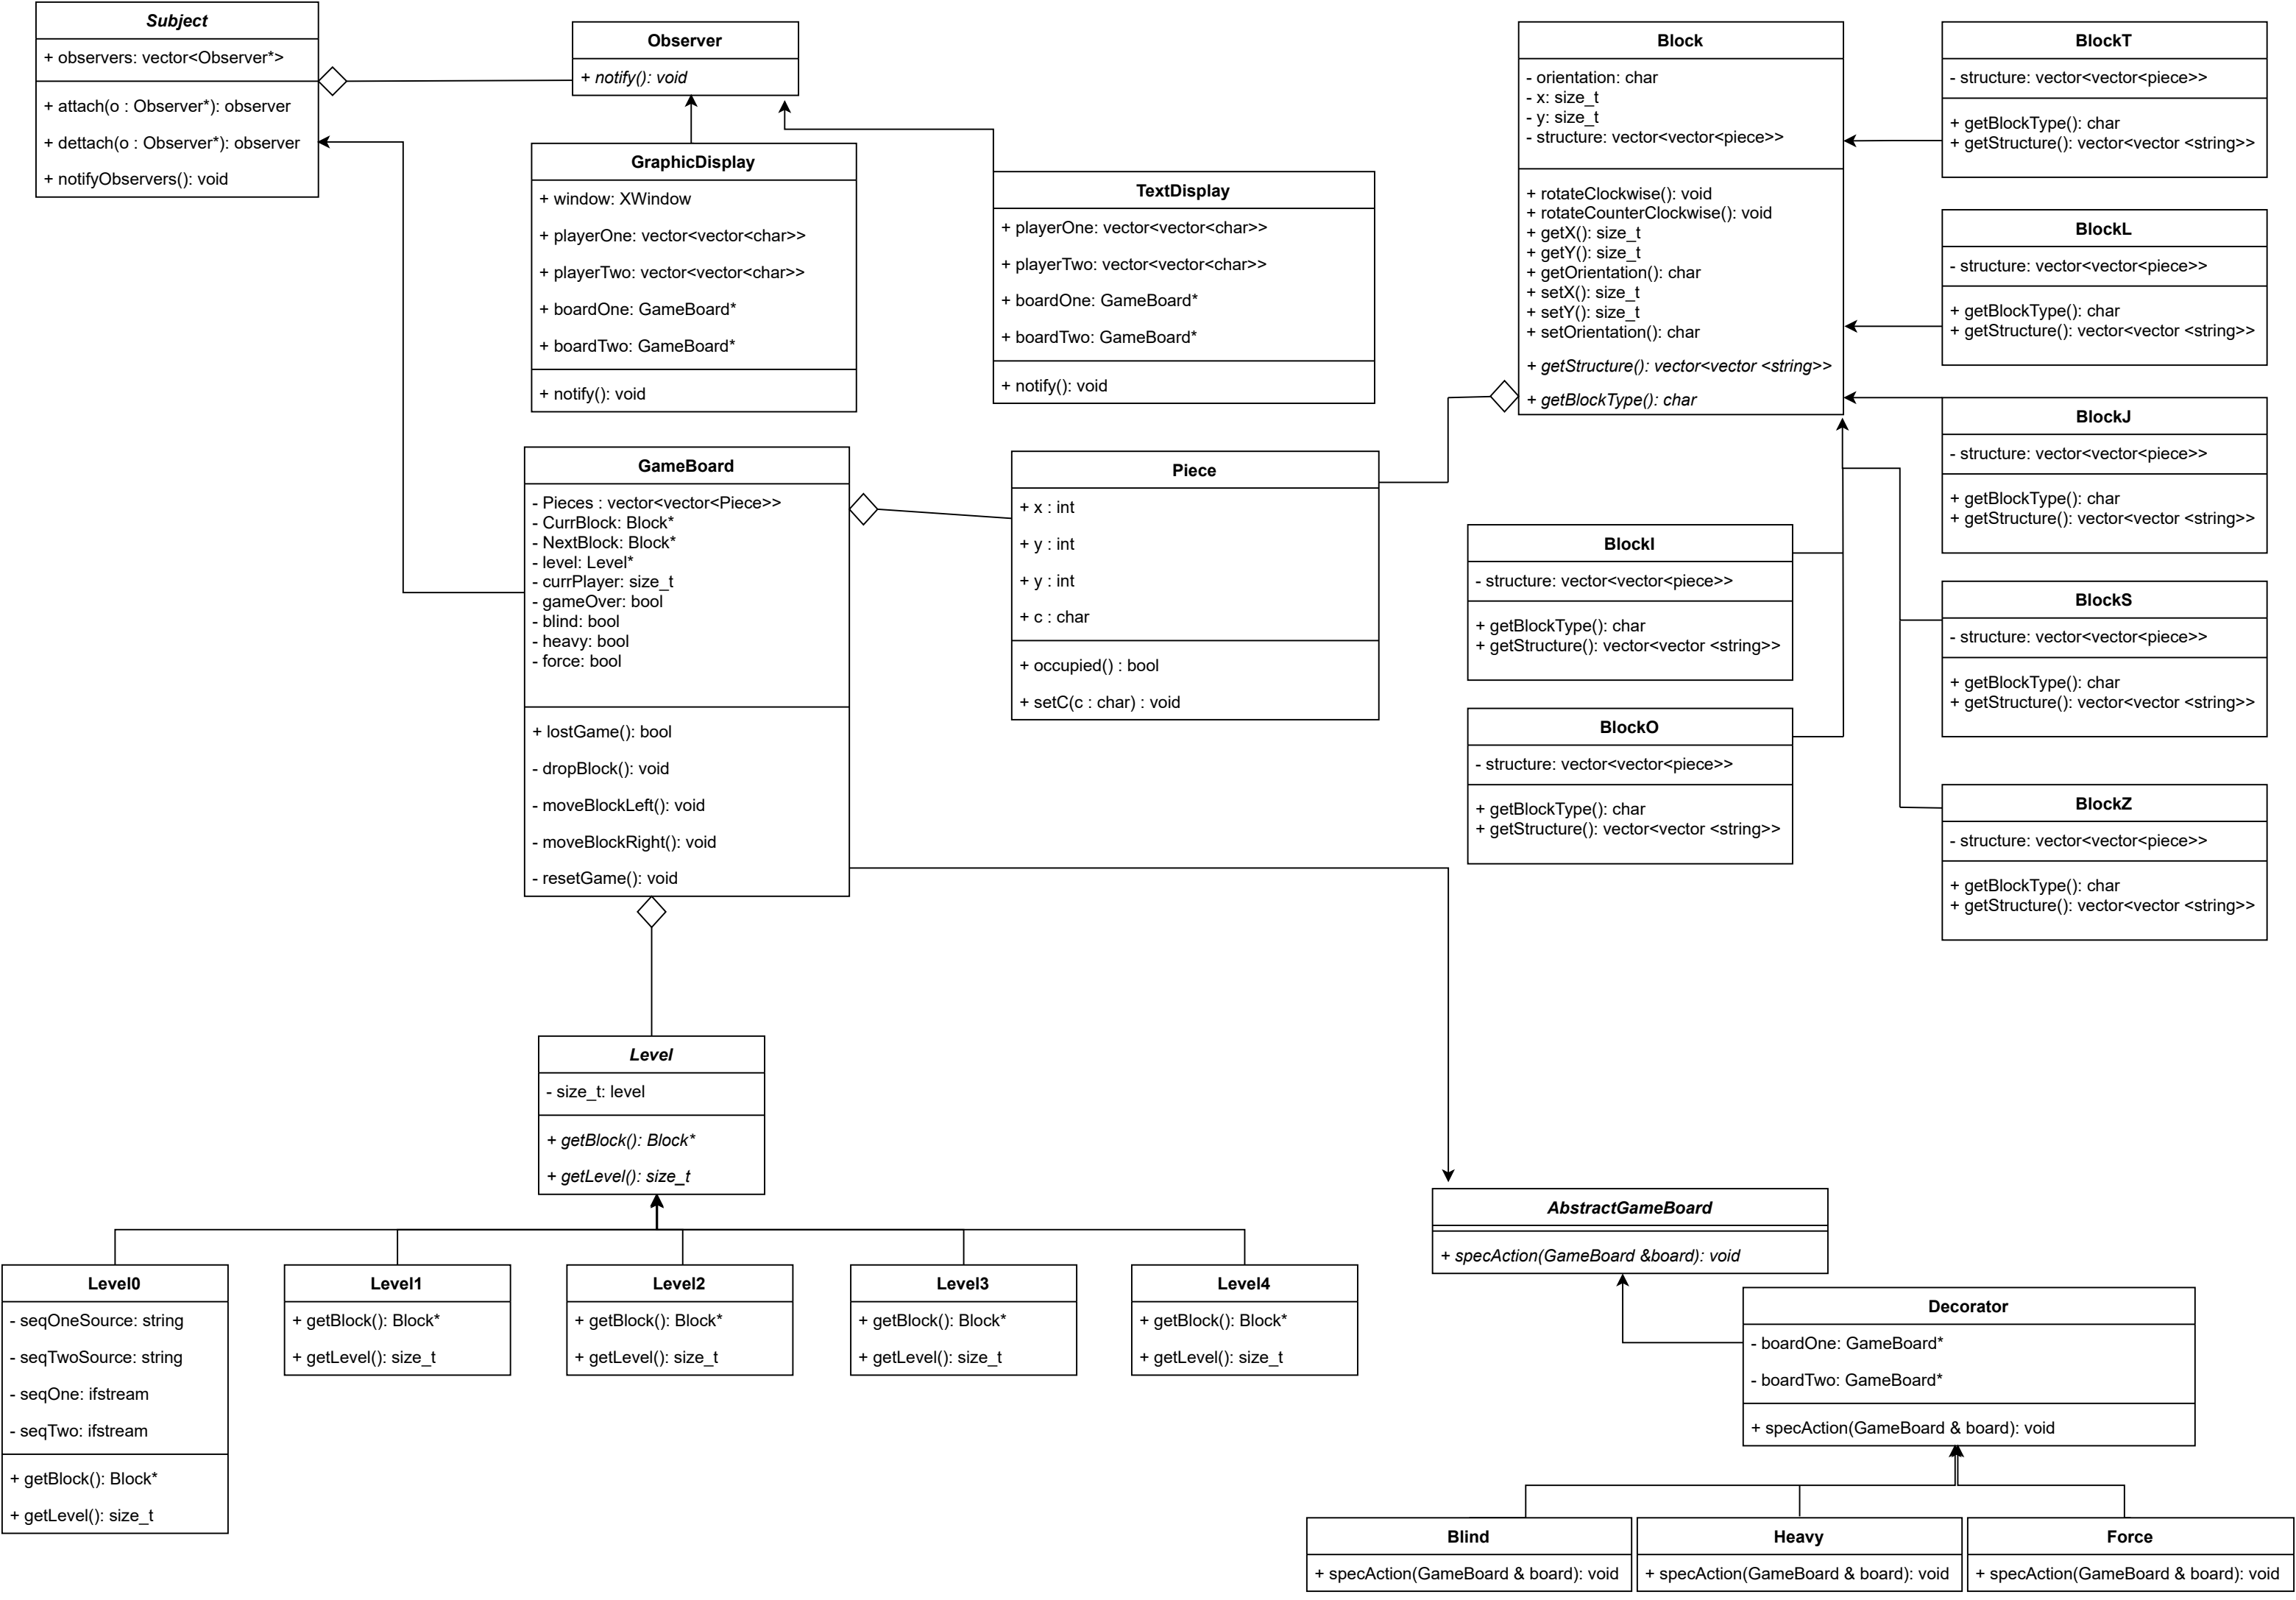 Subject
+ observers: vector<Observer*>
+ attach(o : Observer*): observer
+ dettach(o : Observer*): observer
+ notifyObservers(): void
Observer
+ notify(): void
GraphicDisplay
+ window: XWindow
+ playerOne: vector<vector<char>>
+ playerTwo: vector<vector<char>>
+ boardOne: GameBoard*
+ boardTwo: GameBoard*
+ notify(): void
TextDisplay
+ playerOne: vector<vector<char>>
+ playerTwo: vector<vector<char>>
+ boardOne: GameBoard*
+ boardTwo: GameBoard*
+ notify(): void
Block
- orientation: char
- x: size_t
- y: size_t
- structure: vector<vector<piece>>
+ rotateClockwise(): void
+ rotateCounterClockwise(): void
+ getX(): size_t
+ getY(): size_t
+ getOrientation(): char
+ setX(): size_t
+ setY(): size_t
+ setOrientation(): char
+ getStructure(): vector<vector <string>>
+ getBlockType(): char
BlockT
- structure: vector<vector<piece>>
+ getBlockType(): char
+ getStructure(): vector<vector <string>>
BlockL
- structure: vector<vector<piece>>
+ getBlockType(): char
+ getStructure(): vector<vector <string>>
BlockJ
- structure: vector<vector<piece>>
+ getBlockType(): char
+ getStructure(): vector<vector <string>>
GameBoard
- Pieces : vector<vector<Piece>>
- CurrBlock: Block*
- NextBlock: Block*
- level: Level*
- currPlayer: size_t
- gameOver: bool
- blind: bool
- heavy: bool
- force: bool
+ lostGame(): bool
- dropBlock(): void
- moveBlockLeft(): void
- moveBlockRight(): void
- resetGame(): void
Piece
+ x : int
+ y : int
+ y : int
+ c : char
+ occupied() : bool
+ setC(c : char) : void
BlockI
- structure: vector<vector<piece>>
+ getBlockType(): char
+ getStructure(): vector<vector <string>>
BlockS
- structure: vector<vector<piece>>
+ getBlockType(): char
+ getStructure(): vector<vector <string>>
BlockO
- structure: vector<vector<piece>>
+ getBlockType(): char
+ getStructure(): vector<vector <string>>
BlockZ
- structure: vector<vector<piece>>
+ getBlockType(): char
+ getStructure(): vector<vector <string>>
Level
- size_t: level
+ getBlock(): Block*
+ getLevel(): size_t
Level0
- seqOneSource: string
- seqTwoSource: string
- seqOne: ifstream
- seqTwo: ifstream
+ getBlock(): Block*
+ getLevel(): size_t
Level1
+ getBlock(): Block*
+ getLevel(): size_t
Level2
+ getBlock(): Block*
+ getLevel(): size_t
Level3
+ getBlock(): Block*
+ getLevel(): size_t
Level4
+ getBlock(): Block*
+ getLevel(): size_t
AbstractGameBoard
+ specAction(GameBoard &board): void
Decorator
- boardOne: GameBoard*
- boardTwo: GameBoard*
+ specAction(GameBoard & board): void
Blind
+ specAction(GameBoard & board): void
Heavy
+ specAction(GameBoard & board): void
Force
+ specAction(GameBoard & board): void